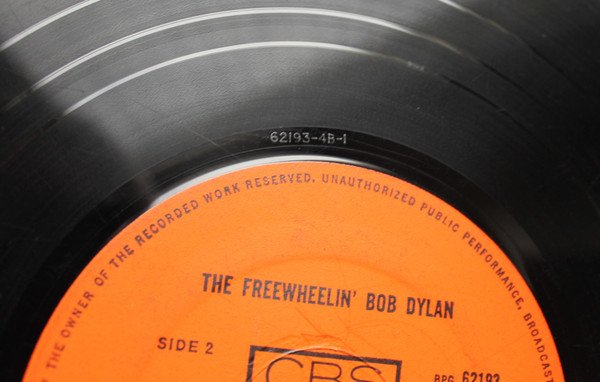 62193-4B-1
THE OWNER OF THE RECORDED WORK RESERVED. UNAUTHORIZED PUBLIC PERFORMANCE, BROADCAS
THE FREEWHEELIN' BOB DYLAN
SIDE 2
CBS
BPG 62193